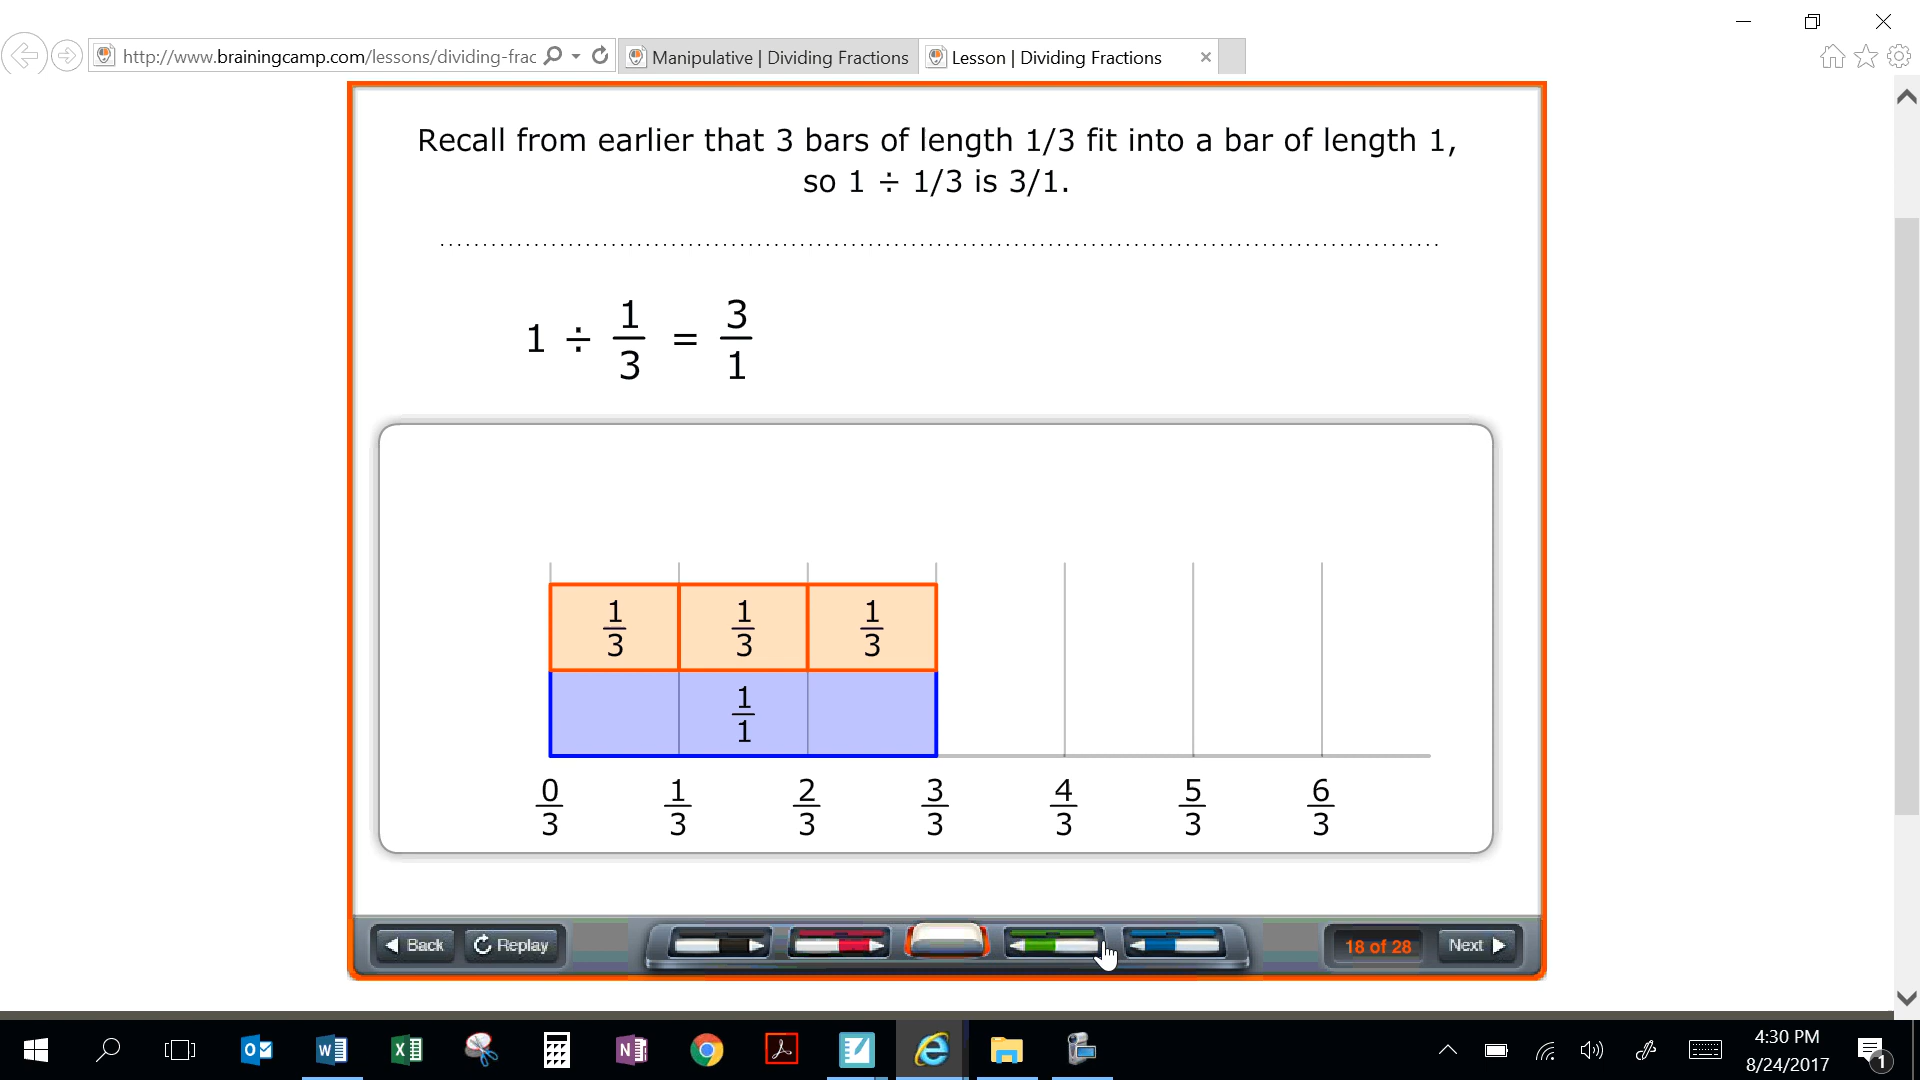 http://www.brainingcamp.com/lessons/dividing-frac
Manipulative | Dividing Fractions
Lesson | Dividing Fractions
Recall from earlier that 3 bars of length 1/3 fit into a bar of length 1,
so 1 ÷ 1/3 is 3/1.
1 ÷ 1/3 = 3/1
1/3 1/3 1/3
1/1
0/3 1/3 2/3 3/3 4/3 5/3 6/3
Back Replay 18 of 28 Next
4:30 PM
8/24/2017
1